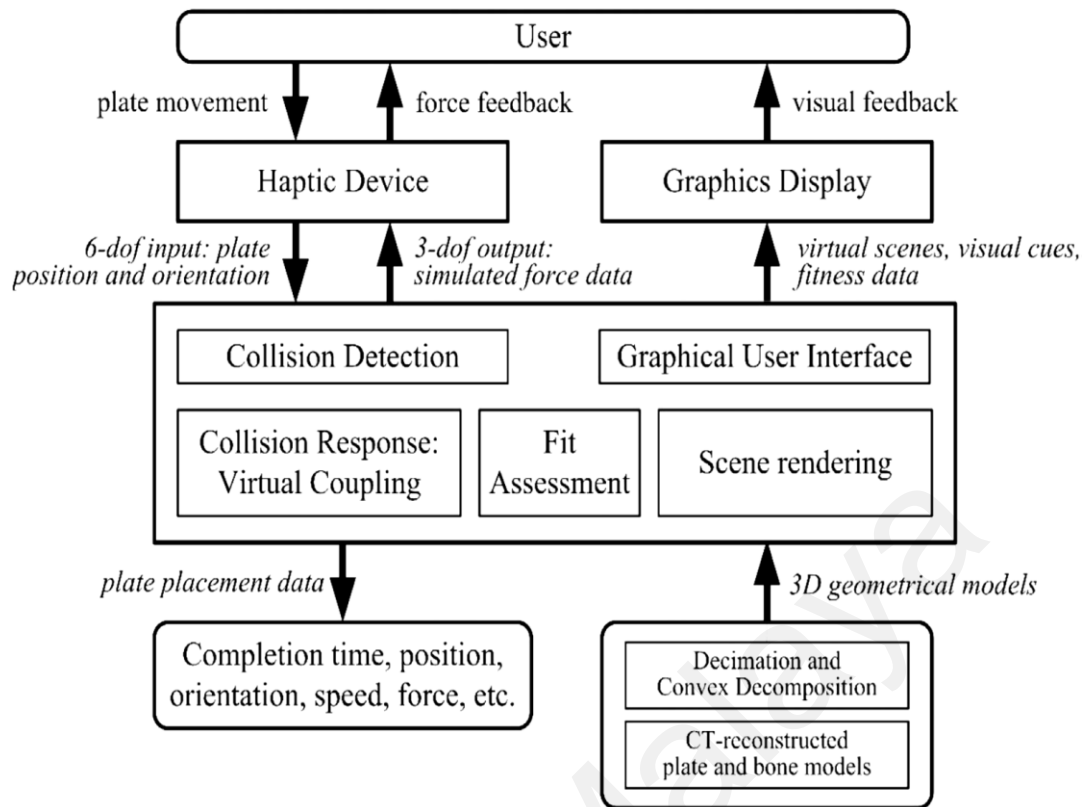 User
plate movement
force feedback
visual feedback
Haptic Device
Graphics Display
6-dof input: plate
position and orientation
3-dof output:
simulated force data
virtual scenes, visual cues,
fitness data
Collision Detection
Graphical User Interface
Collision Response:
Virtual Coupling
Fit
Assessment
Scene rendering
plate placement data
3D geometrical models
Completion time, position,
orientation, speed, force, etc.
Decimation and
Convex Decomposition
CT-reconstructed
plate and bone models
Malaya